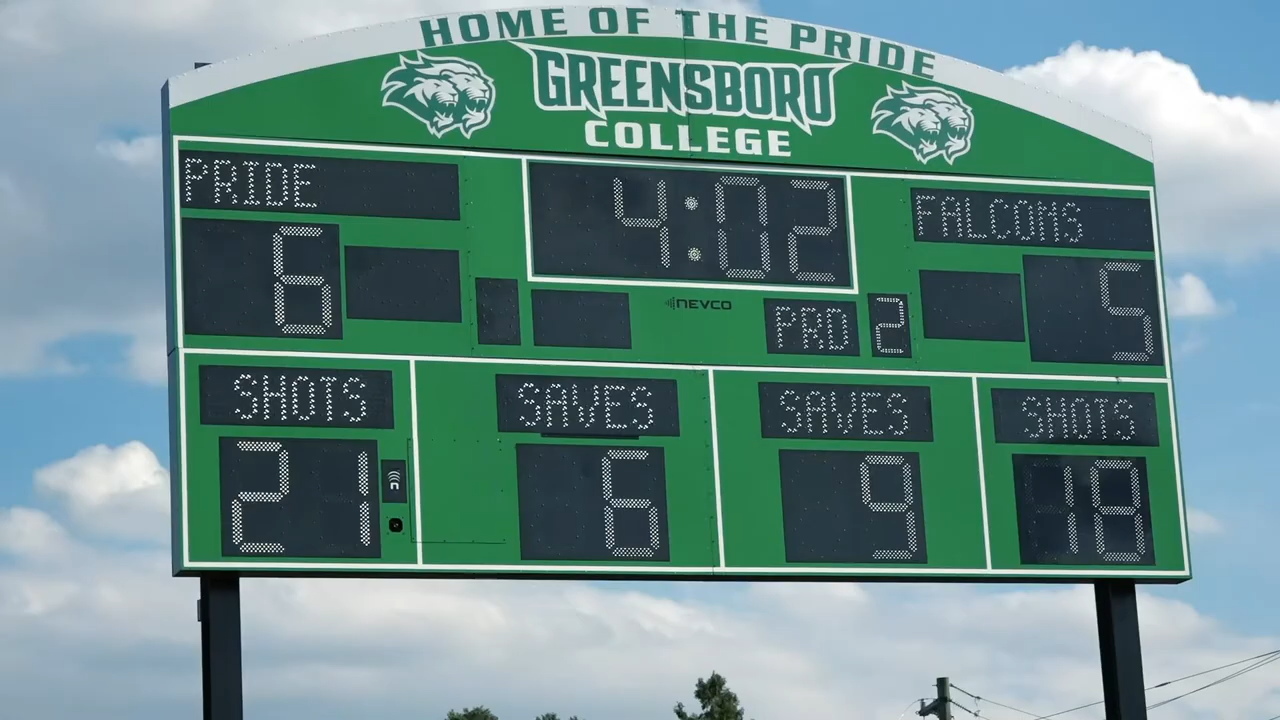 HOME OF THE PRIDE
GREENSBORO
COLLEGE
PRIDE
4:02
FALCONS
6
5
NEVCO
PRD 2
SHOTS
SAVES
SAVES
SHOTS
21
6
9
18